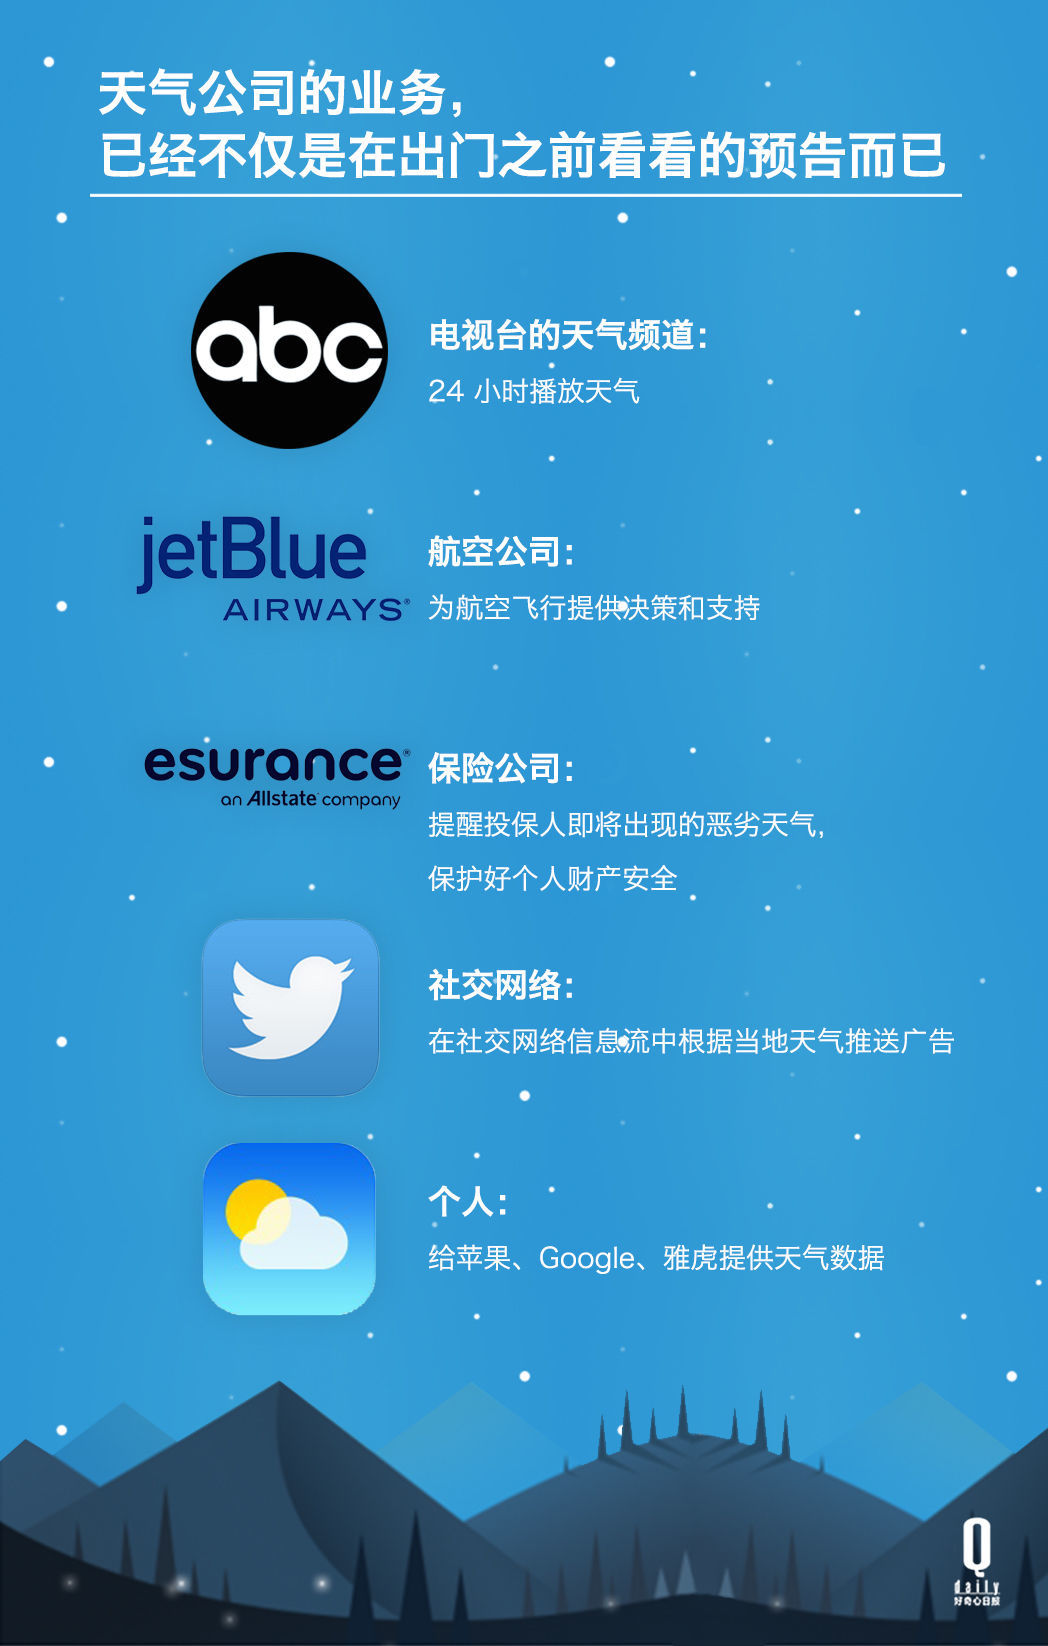 天气公司的业务,
已经不仅是在出门之前看看的预告而已
abc
电视台的天气频道：
24 小时播放天气
jetBlue
AIRWAYS®
航空公司：
为航空飞行提供决策和支持
esurance®
an Allstate company
保险公司：
提醒投保人即将出现的恶劣天气,
保护好个人财产安全
社交网络：
在社交网络信息流中根据当地天气推送广告
个人：
给苹果、Google、雅虎提供天气数据
Q
daily
好奇心日报